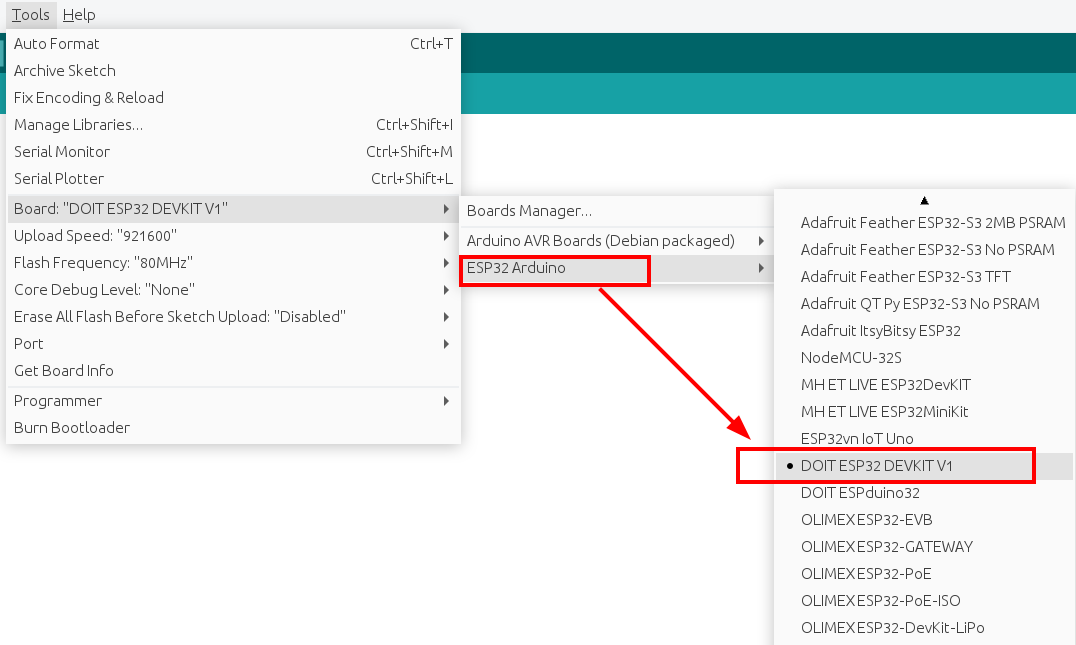 Tools Help
Auto Format Ctrl+T
Archive Sketch
Fix Encoding & Reload
Manage Libraries... Ctrl+Shift+I
Serial Monitor Ctrl+Shift+M
Serial Plotter Ctrl+Shift+L
Board: "DOIT ESP32 DEVKIT V1"
Upload Speed: "921600"
Flash Frequency: "80MHz"
Core Debug Level: "None"
Erase All Flash Before Sketch Upload: "Disabled"
Port
Get Board Info
Programmer
Burn Bootloader
Boards Manager...
Arduino AVR Boards (Debian packaged)
ESP32 Arduino
Adafruit Feather ESP32-S3 2MB PSRAM
Adafruit Feather ESP32-S3 No PSRAM
Adafruit Feather ESP32-S3 TFT
Adafruit QT Py ESP32-S3 No PSRAM
Adafruit ItsyBitsy ESP32
NodeMCU-32S
MH ET LIVE ESP32DevKIT
MH ET LIVE ESP32MiniKit
ESP32vn IoT Uno
DOIT ESP32 DEVKIT V1
DOIT ESPduino32
OLIMEX ESP32-EVB
OLIMEX ESP32-GATEWAY
OLIMEX ESP32-PoE
OLIMEX ESP32-PoE-ISO
OLIMEX ESP32-DevKit-LiPo